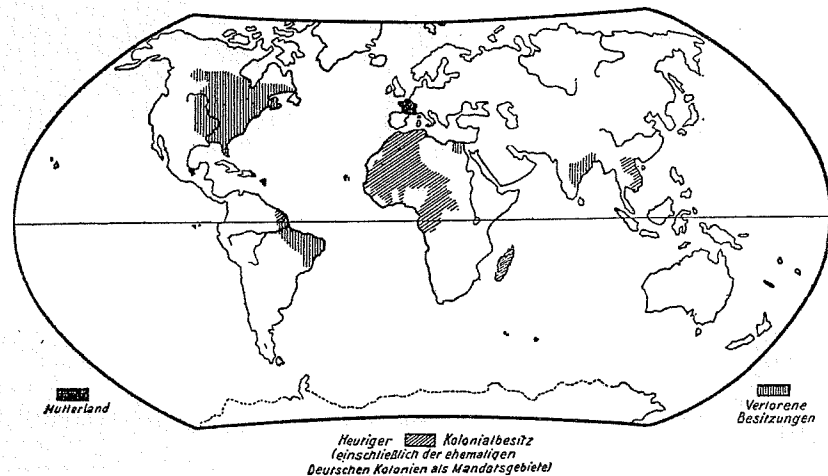 Mutterland
Verlorene
Besitzungen
Heutiger Kolonialbesitz
(einschließlich der ehemaligen
Deutschen Kolonien als Mandatsgebiete)